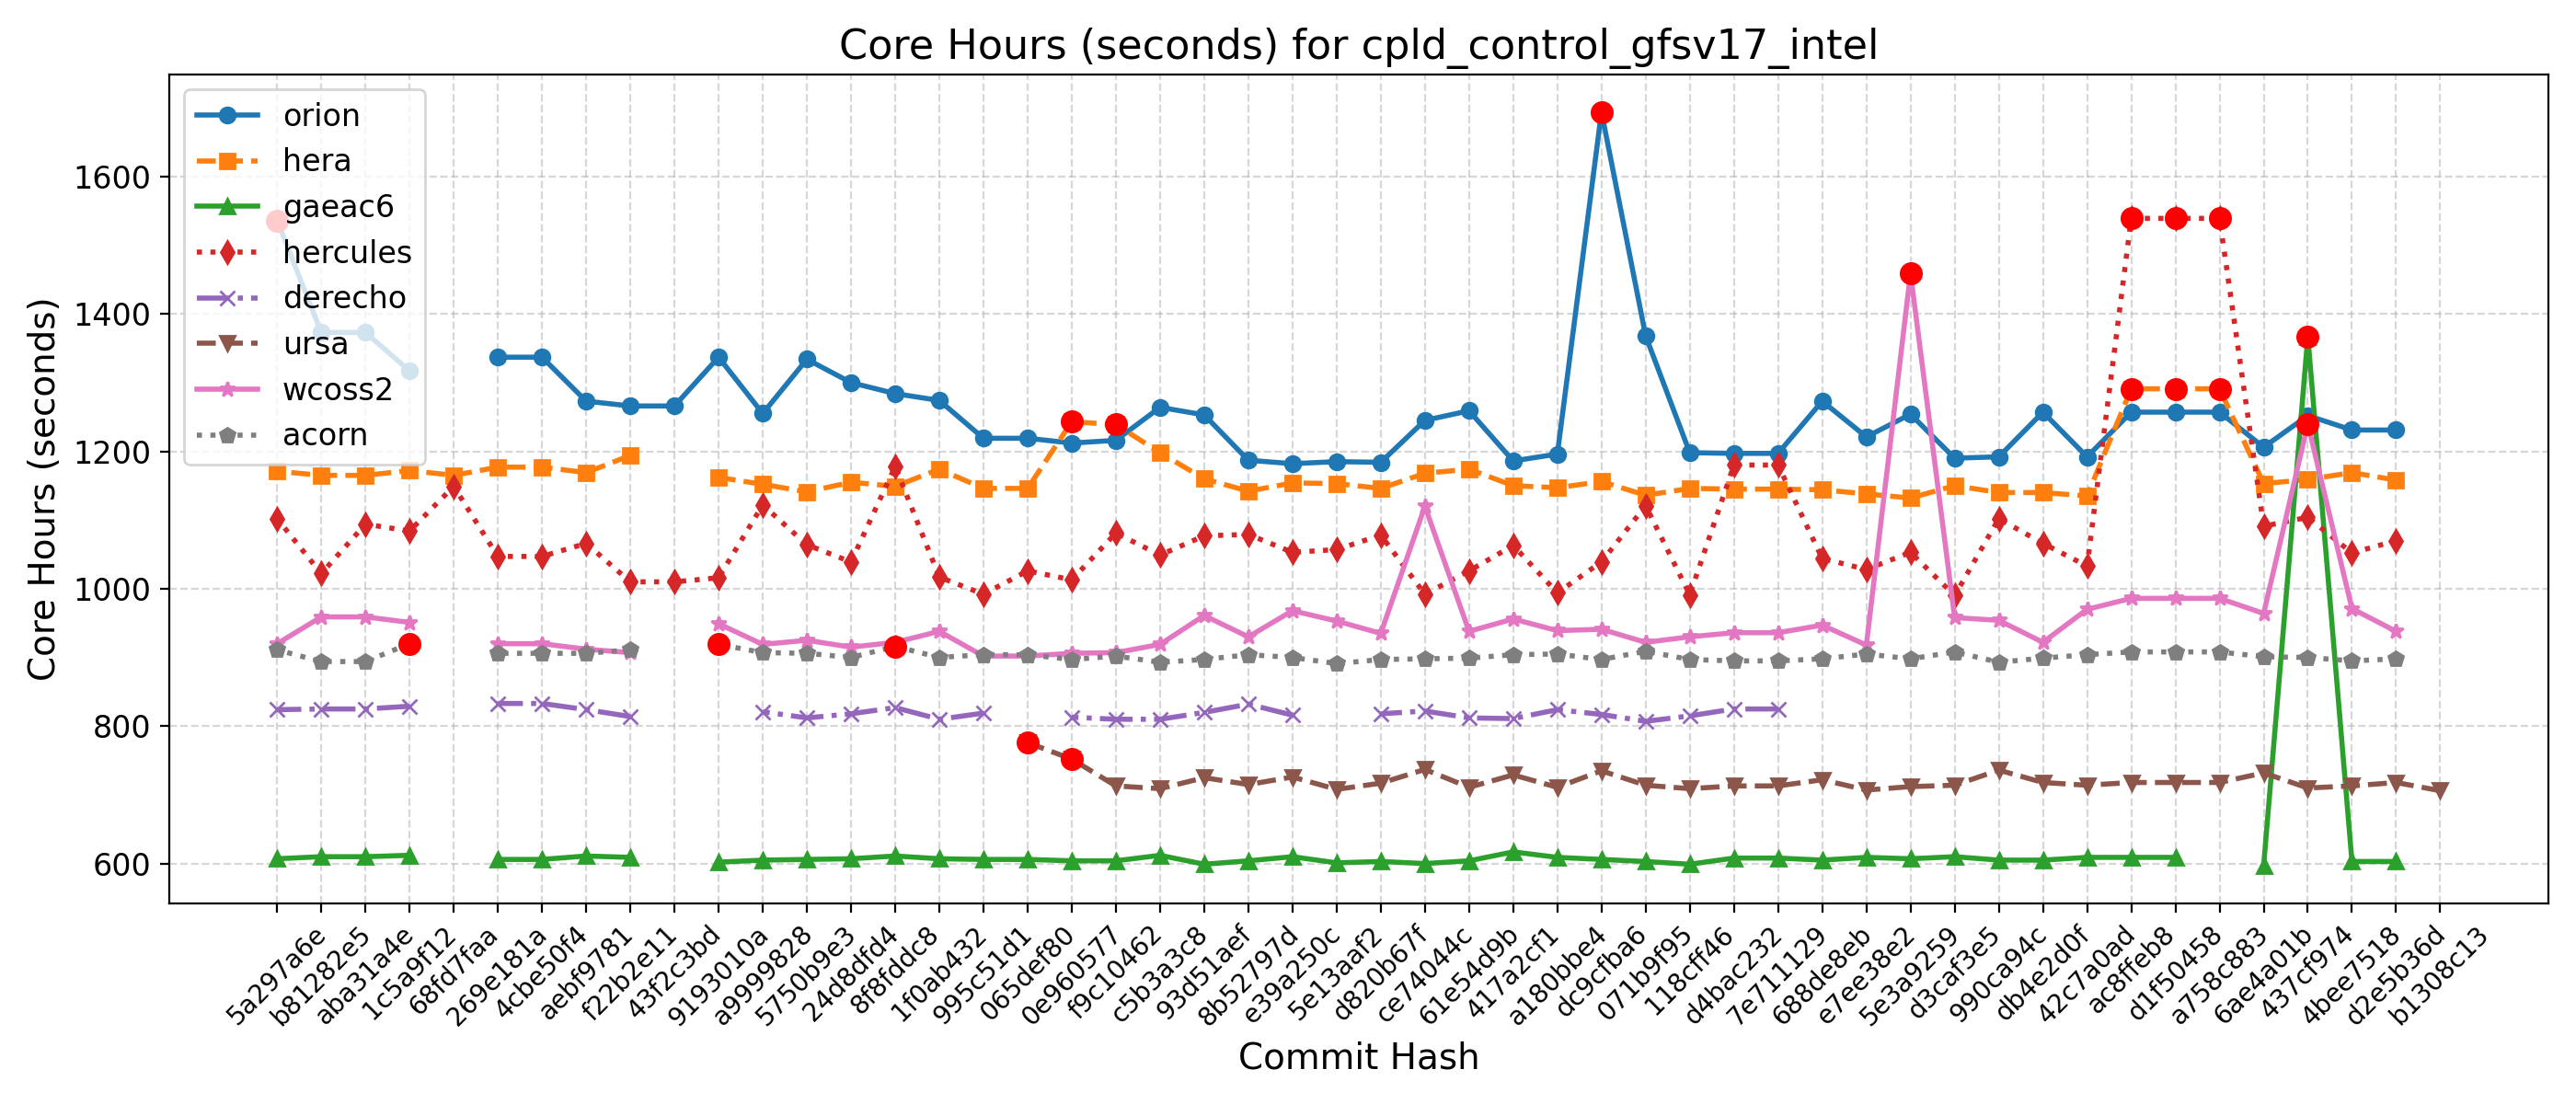 Core Hours (seconds) for cpld_control_gfsv17_intel
Core Hours (seconds)
1600
1400
1200
1000
800
600
orion
hera
gaeac6
hercules
derecho
ursa
wcoss2
acorn
5a297a6e
b81282e5
aba31a4e
1c5a9f12
68fd7faa
269e181a
4cbe50f4
aebf9781
f22b2e11
43f2c3bd
9193010a
a9999828
5750b9e3
24d8dfd4
8f8fddc8
1f0ab432
995c51d1
065def80
0e960577
f9c10462
c5b3a3c8
93d51aef
8b52797d
e39a250c
5e13aaf2
d820b67f
ce74044c
61e54d9b
417a2cf1
a180bbe4
dc9cfba6
071b9f95
118cff46
d4bac232
7e711129
688de8eb
e7ee38e2
5e3a9259
d3caf3e5
990ca94c
db4e2d0f
42c7a0ad
ac8ffeb8
d1f50458
a758c883
6ae4a01b
437cf974
4bee7518
d2e5b36d
b1308c13
Commit Hash